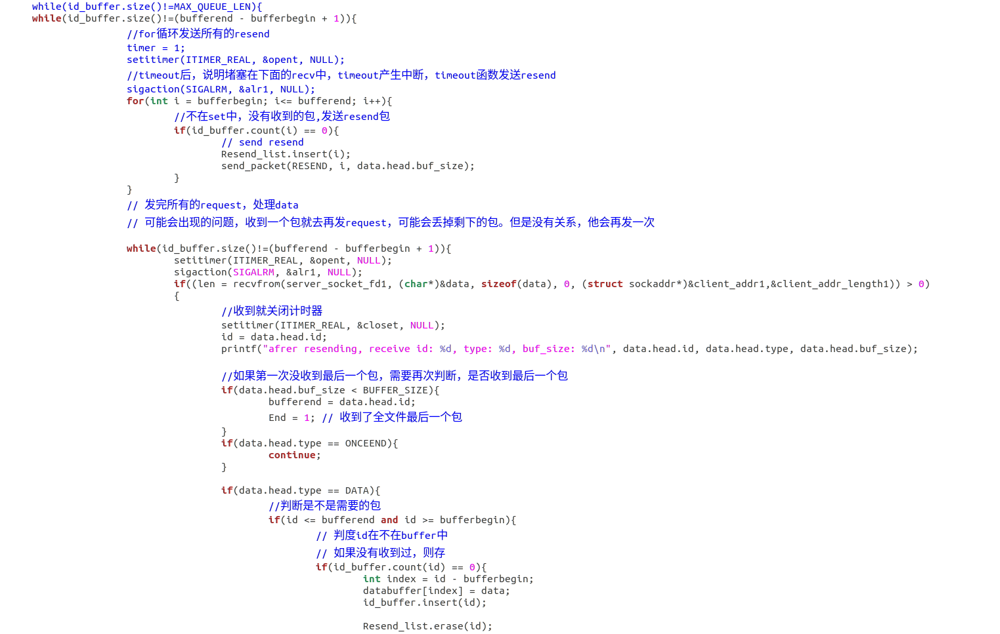 while(id_buffer.size()!=MAX_QUEUE_LEN){
while(id_buffer.size()!=(bufferend - bufferbegin + 1)){
//for循环发送所有的resend
timer = 1;
setitimer(ITIMER_REAL, &opent, NULL);
//timeout后，说明堵塞在下面的recv中，timeout产生中断，timeout函数发送resend
sigaction(SIGALRM, &alr1, NULL);
for(int i = bufferbegin; i<= bufferend; i++){
//不在set中，没有收到的包,发送resend包
if(id_buffer.count(i) == 0){
// send resend
Resend_list.insert(i);
send_packet(RESEND, i, data.head.buf_size);
}
}
// 发完所有的request，处理data
// 可能会出现的问题，收到一个包就去再发request，可能会丢掉剩下的包。但是没有关系，他会再发一次
while(id_buffer.size()!=(bufferend - bufferbegin + 1)){
setitimer(ITIMER_REAL, &opent, NULL);
sigaction(SIGALRM, &alr1, NULL);
if((len = recvfrom(server_socket_fd1, (char*)&data, sizeof(data), 0, (struct sockaddr*)&client_addr1,&client_addr_length1)) > 0)
{
//收到就关闭计时器
setitimer(ITIMER_REAL, &closet, NULL);
id = data.head.id;
printf("afrer resending, receive id: %d, type: %d, buf_size: %d\n", data.head.id, data.head.type, data.head.buf_size);
//如果第一次没收到最后一个包，需要再次判断，是否收到最后一个包
if(data.head.buf_size < BUFFER_SIZE){
bufferend = data.head.id;
End = 1; // 收到了全文件最后一个包
}
if(data.head.type == ONCEEND){
continue;
}
if(data.head.type == DATA){
//判断是不是需要的包
if(id <= bufferend and id >= bufferbegin){
// 判度id在不在buffer中
// 如果没有收到过，则存
if(id_buffer.count(id) == 0){
int index = id - bufferbegin;
databuffer[index] = data;
id_buffer.insert(id);
Resend_list.erase(id);